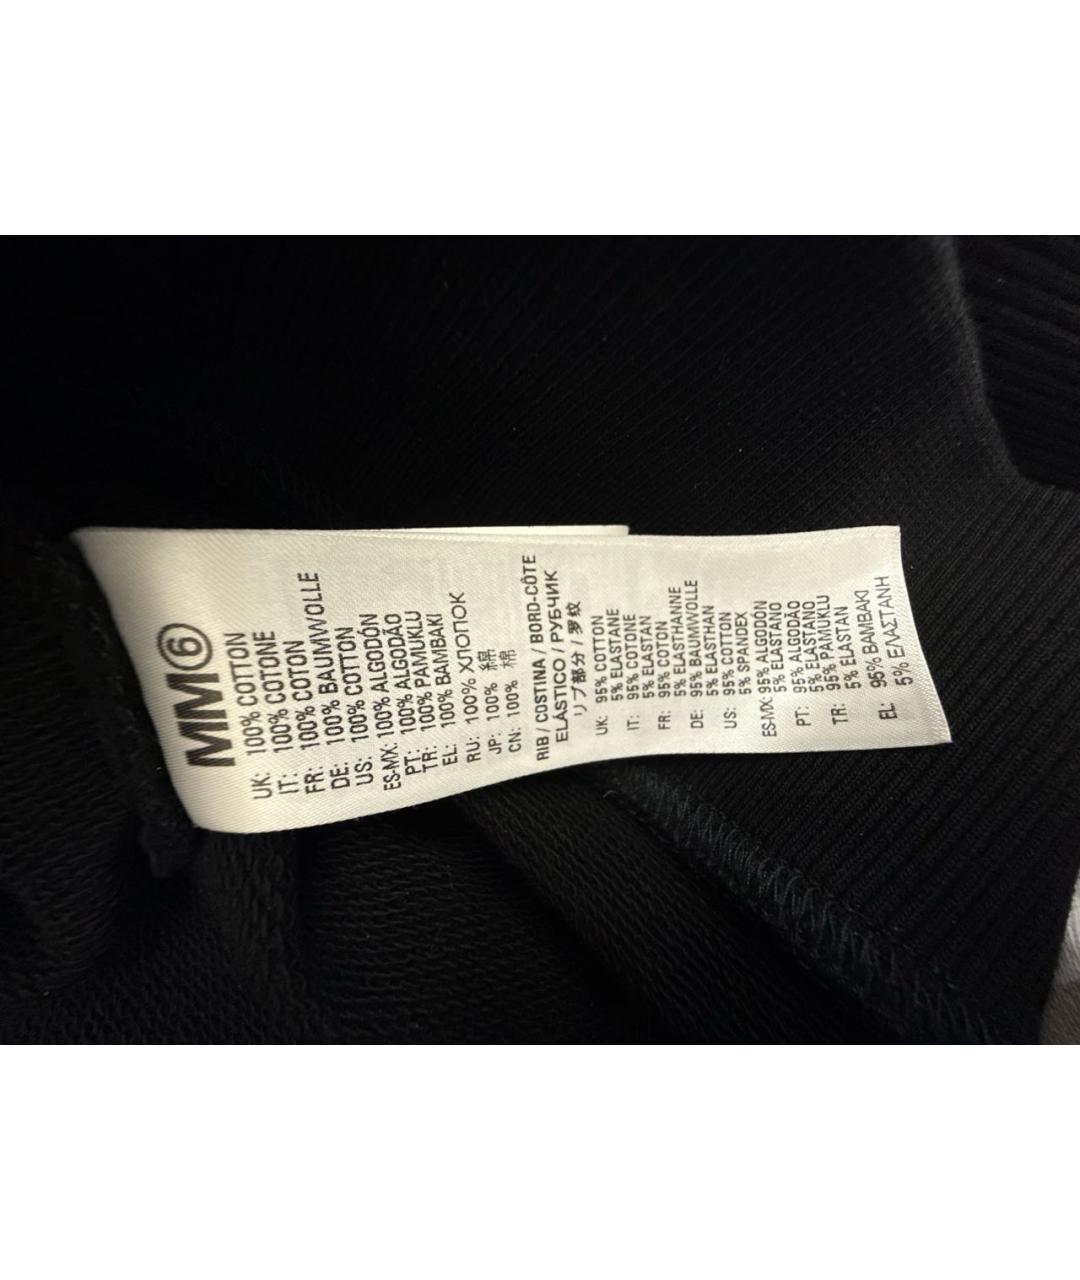 MM6
UK: 100% COTTON
IT: 100% COTONE
FR: 100% COTON
DE: 100% BAUMWOLLE
US: 100% COTTON
ES-MX: 100% ALGODÓN
PT: 100% ALGODÃO
TR: 100% PAMUKLU
EL: 100% BAMBAKI
RU: 100% ХЛОПОК
JP: 100% 綿
CN: 100% 棉
RIB / COSTINA / BORD-CÔTE
ELÁSTICO / РУБЧИК
リブ部分 / 罗纹
UK: 95% COTTON
5% ELASTANE
IT: 95% COTONE
5% ELASTAN
FR: 95% COTON
5% ELASTHANNE
DE: 95% BAUMWOLLE
5% ELASTHAN
US: 95% COTTON
5% SPANDEX
ES-MX: 95% ALGODÓN
5% ELASTANO
PT: 95% ALGODÃO
5% ELASTANO
TR: 95% PAMUKLU
5% ELASTAN
EL: 95% BAMBAKI
5% ΕΛΑΣΤΑΝΗ